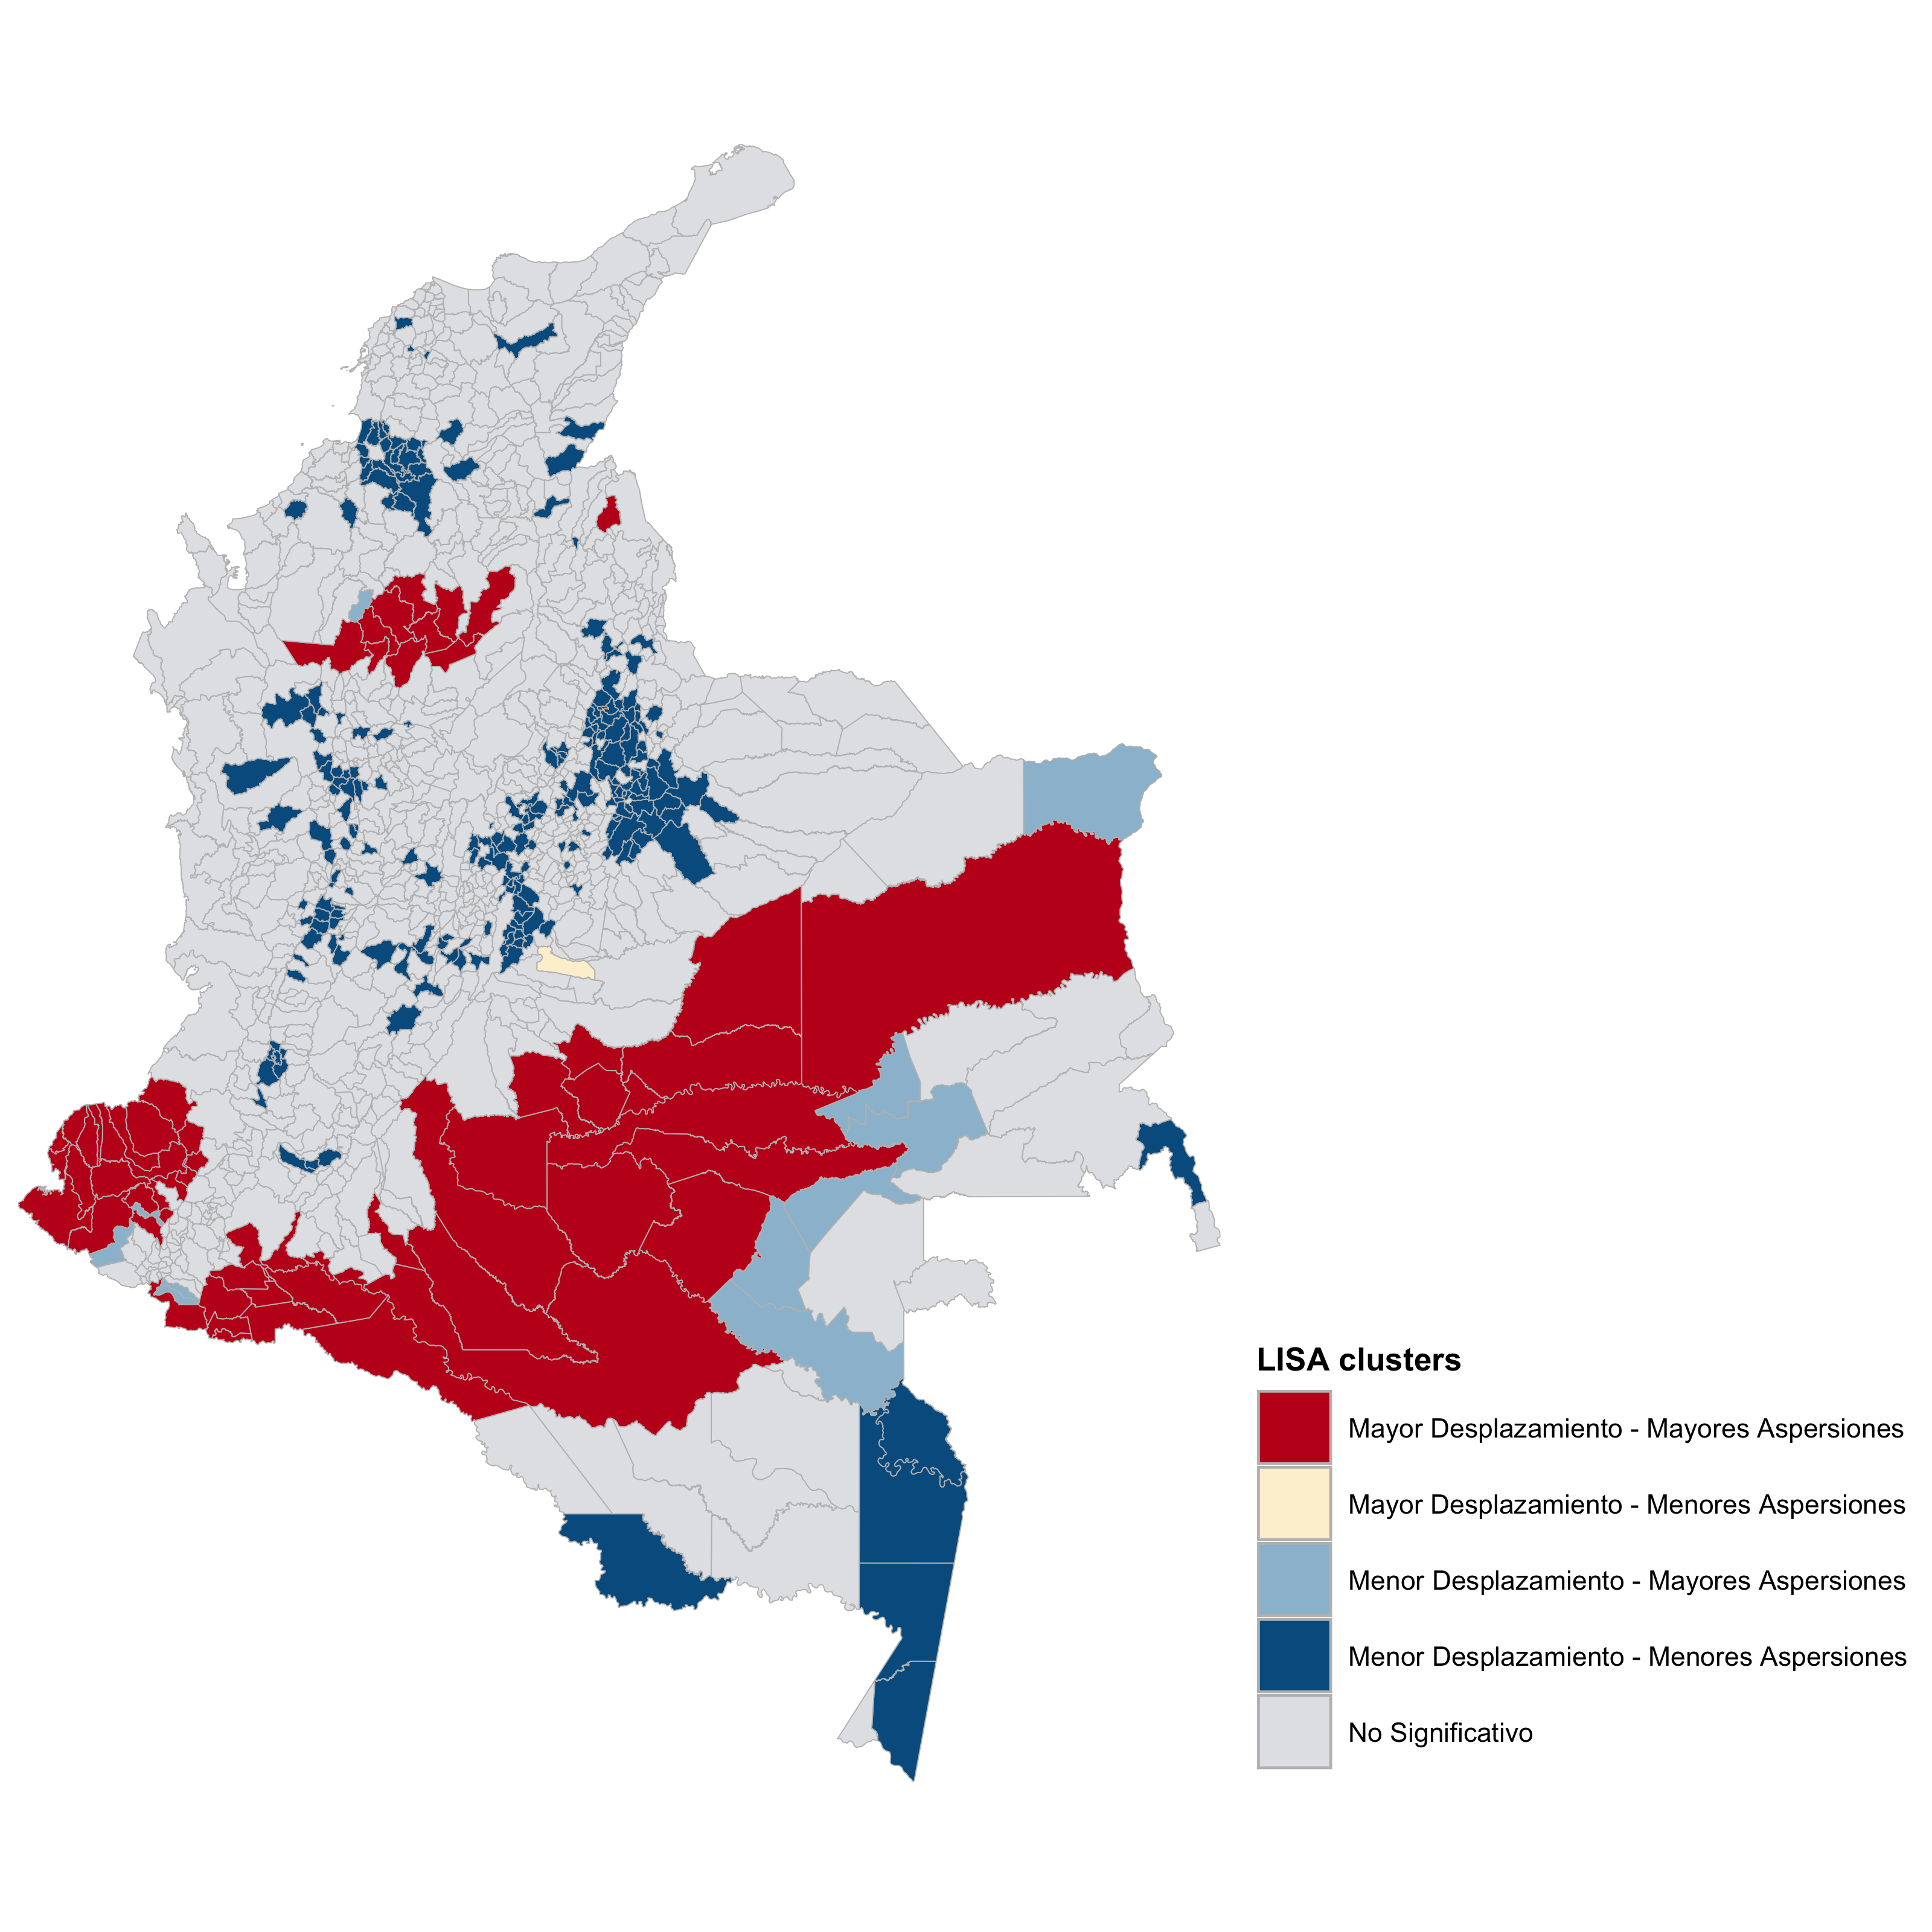 LISA clusters
Mayor Desplazamiento - Mayores Aspersiones
Mayor Desplazamiento - Menores Aspersiones
Menor Desplazamiento - Mayores Aspersiones
Menor Desplazamiento - Menores Aspersiones
No Significativo